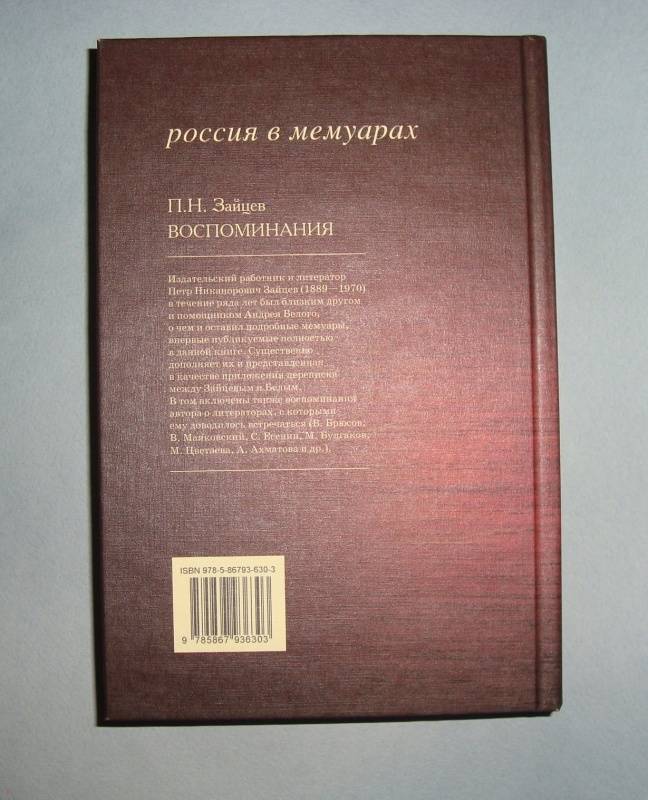 россия в мемуарах
П.Н. Зайцев
ВОСПОМИНАНИЯ
Издательский работник и литератор
Петр Никанорович Зайцев (1889—1970)
в течение ряда лет был близким другом
и помощником Андрея Белого,
о чем и оставил подробные мемуары,
впервые публикуемые полностью
в данной книге. Существенно
дополняет их и представленная
в качестве приложения переписка
между Зайцевым и Белым.
В том включены также воспоминания
автора о литераторах, с которыми
ему доводилось встречаться (В. Брюсов,
В. Маяковский, С. Есенин, М. Булгаков,
М. Цветаева, А. Ахматова и др.).
ISBN 978-5-86793-630-3
9 785867 936303